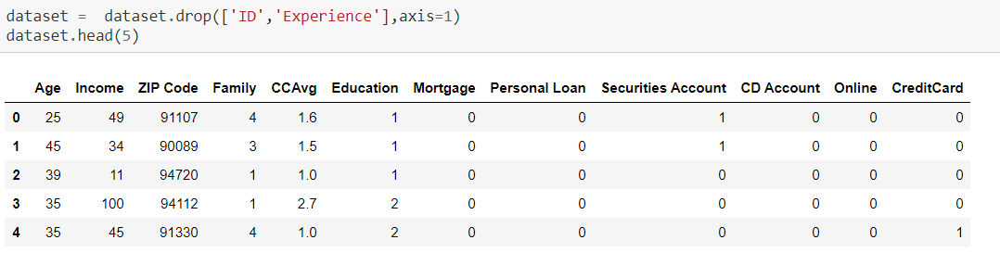 dataset =  dataset.drop(['ID','Experience'],axis=1)
dataset.head(5)
Age Income ZIP Code Family CCAvg Education Mortgage Personal Loan Securities Account CD Account Online CreditCard
0 25 49 91107 4 1.6 1 0 0 1 0 0 0
1 45 34 90089 3 1.5 1 0 0 1 0 0 0
2 39 11 94720 1 1.0 1 0 0 0 0 0 0
3 35 100 94112 1 2.7 2 0 0 0 0 0 0
4 35 45 91330 4 1.0 2 0 0 0 0 0 1